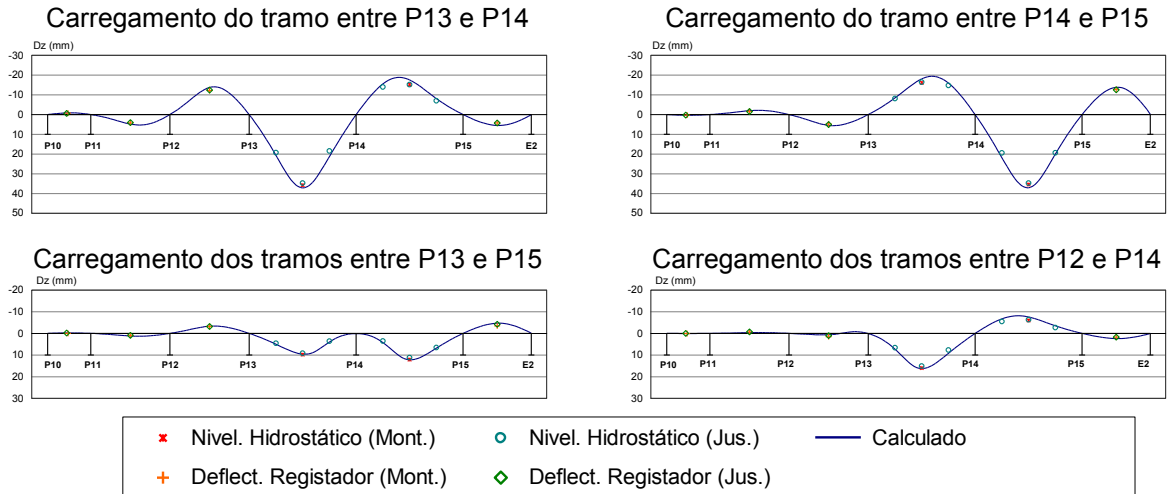 Carregamento do tramo entre P13 e P14
Dz (mm)
-30
-20
-10
0
10
20
30
40
50
P10
P11
P12
P13
P14
P15
E2
Carregamento do tramo entre P14 e P15
Dz (mm)
-30
-20
-10
0
10
20
30
40
50
P10
P11
P12
P13
P14
P15
E2
Carregamento dos tramos entre P13 e P15
Dz (mm)
-20
-10
0
10
20
30
P10
P11
P12
P13
P14
P15
E2
Carregamento dos tramos entre P12 e P14
Dz (mm)
-20
-10
0
10
20
30
P10
P11
P12
P13
P14
P15
E2
Nivel. Hidrostático (Mont.)
Nivel. Hidrostático (Jus.)
Calculado
Deflect. Registador (Mont.)
Deflect. Registador (Jus.)